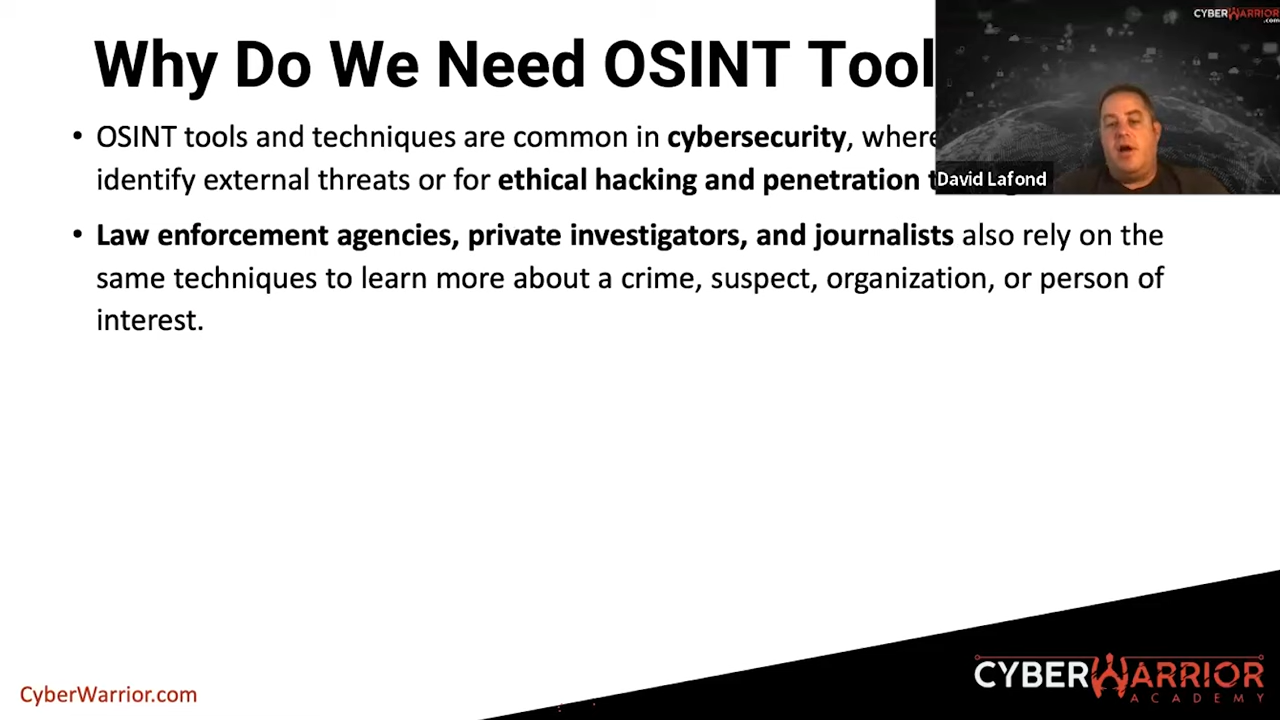 Why Do We Need OSINT Tool
CYBERWARRIOR
.com
• OSINT tools and techniques are common in cybersecurity, where
identify external threats or for ethical hacking and penetration
David Lafond
• Law enforcement agencies, private investigators, and journalists also rely on the
same techniques to learn more about a crime, suspect, organization, or person of
interest.
CyberWarrior.com
CYBERWARRIOR
ACADEMY